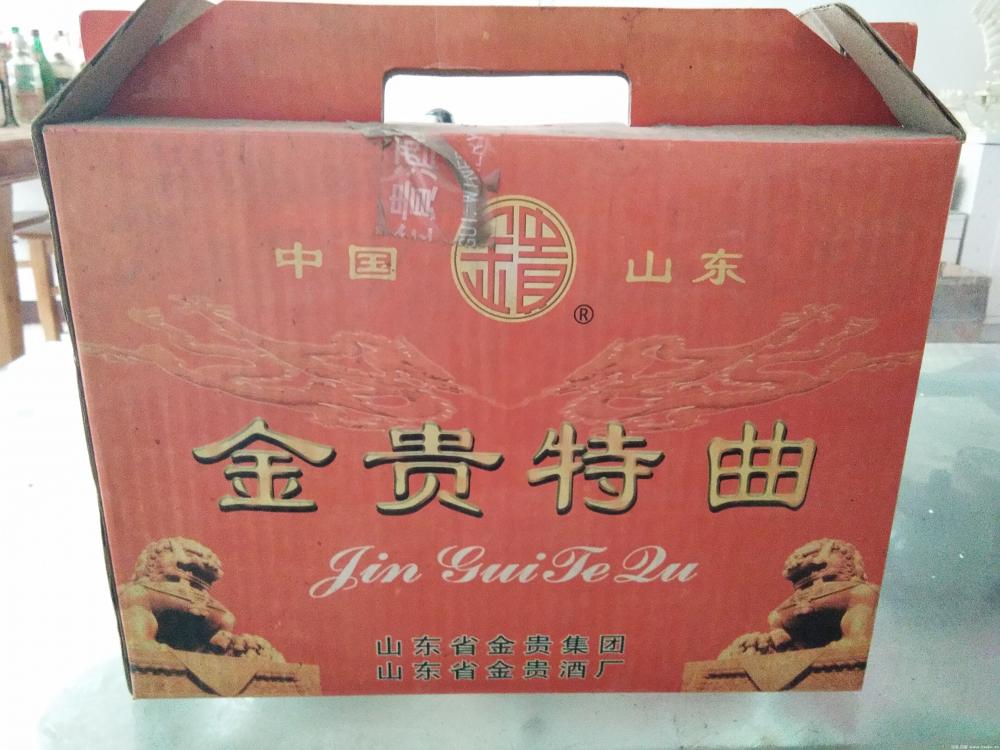 中国 山东
®
金贵特曲
Jin Gui Te Qu
山东省金贵集团
山东省金贵酒厂